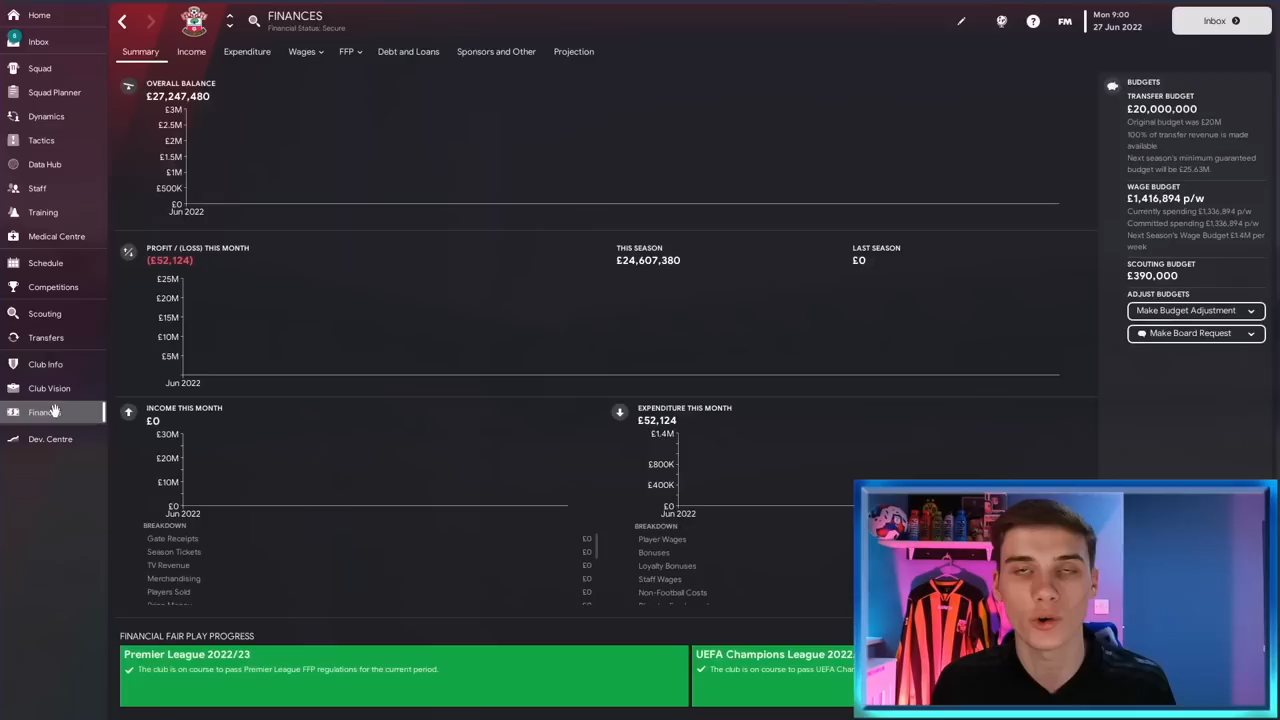 Home
Inbox
8
Squad
Squad Planner
Dynamics
Tactics
Data Hub
Staff
Training
Medical Centre
Schedule
Competitions
Scouting
Transfers
Club Info
Club Vision
Dev. Centre
FINANCES
Financial Status: Secure
FM
Mon 9:00
27 Jun 2022
Inbox
Summary
Income
Expenditure
Wages
FFP
Debt and Loans
Sponsors and Other
Projection
OVERALL BALANCE
£27,247,480
£3M
£2.5M
£2M
£1.5M
£1M
£500K
£0
Jun 2022
PROFIT / (LOSS) THIS MONTH
(£52,124)
THIS SEASON
£24,607,380
LAST SEASON
£0
£25M
£20M
£15M
£10M
£5M
Jun 2022
INCOME THIS MONTH
£0
£30M
£20M
£10M
£0
Jun 2022
BREAKDOWN
Gate Receipts £0
Season Tickets £0
TV Revenue £0
Merchandising £0
Players Sold £0
EXPENDITURE THIS MONTH
£52,124
£1.4M
£800K
£400K
£0
Jun 2022
BREAKDOWN
Player Wages
Bonuses
Loyalty Bonuses
Staff Wages
Non-Football Costs
FINANCIAL FAIR PLAY PROGRESS
Premier League 2022/23
The club is on course to pass Premier League FFP regulations for the current period.
UEFA Champions League 2022
The club is on course to pass UEFA
BUDGETS
TRANSFER BUDGET
£20,000,000
Original budget was £20M
100% of transfer revenue is made
available
Next season's minimum guaranteed
budget will be £25.63M.
WAGE BUDGET
£1,416,894 p/w
Currently spending £1,336,894 p/w
Committed spending £1,336,894 p/w
Next Season's Wage Budget £1.4M per
week
SCOUTING BUDGET
£390,000
ADJUST BUDGETS
Make Budget Adjustment
Make Board Request